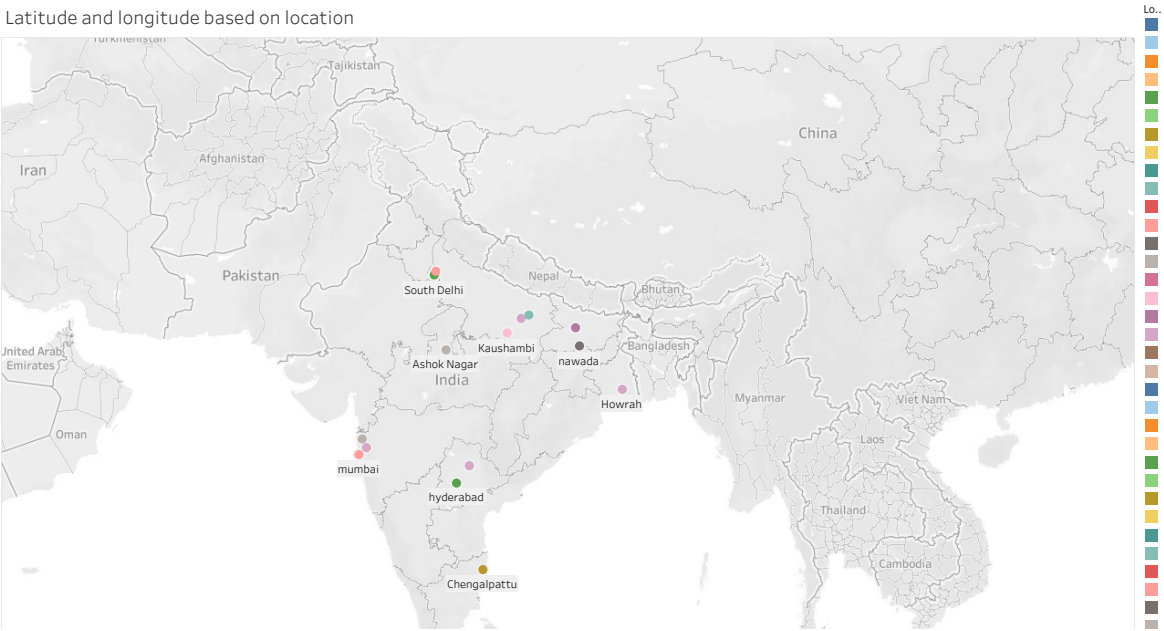 Latitude and longitude based on location
Lo..
Turkmenistan
Tajikistan
China
Afghanistan
Iran
Pakistan
Nepal
South Delhi
Bhutan
United Arab
Emirates
Kaushambi
Bangladesh
Ashok Nagar
nawada
India
Myanmar
Viet Nam
Howrah
Oman
Laos
mumbai
hyderabad
Thailand
Cambodia
Chengalpattu